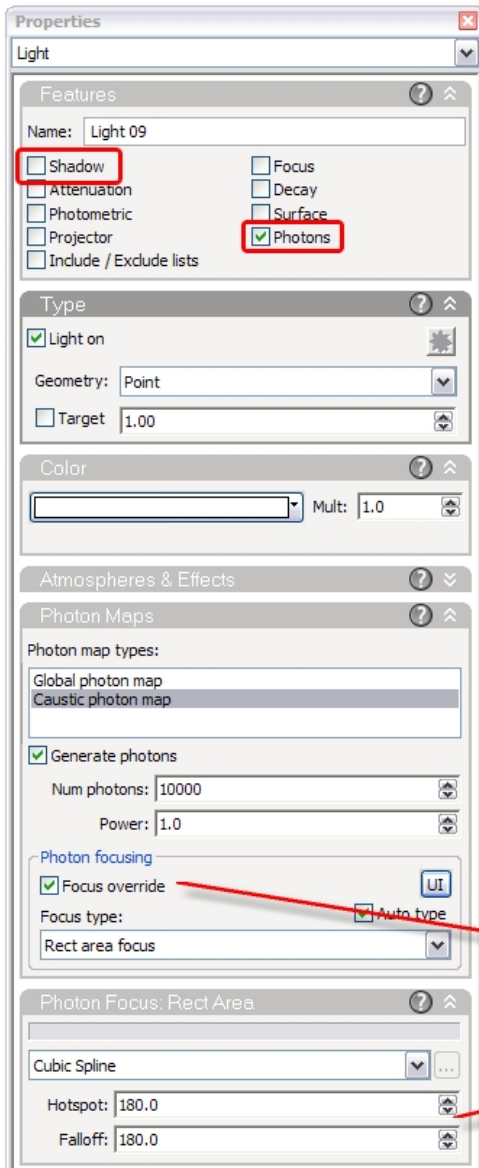 Properties
Light
Features
Name: Light 09
Shadow
Focus
Attenuation
Decay
Photometric
Surface
Projector
Photons
Include / Exclude lists
Type
Light on
Geometry: Point
Target 1.00
Color
Mult: 1.0
Atmospheres & Effects
Photon Maps
Photon map types:
Global photon map
Caustic photon map
Generate photons
Num photons: 10000
Power: 1.0
Photon focusing
Focus override
UI
Focus type:
Auto type
Rect area focus
Photon Focus: Rect Area
Cubic Spline
...
Hotspot: 180.0
Falloff: 180.0